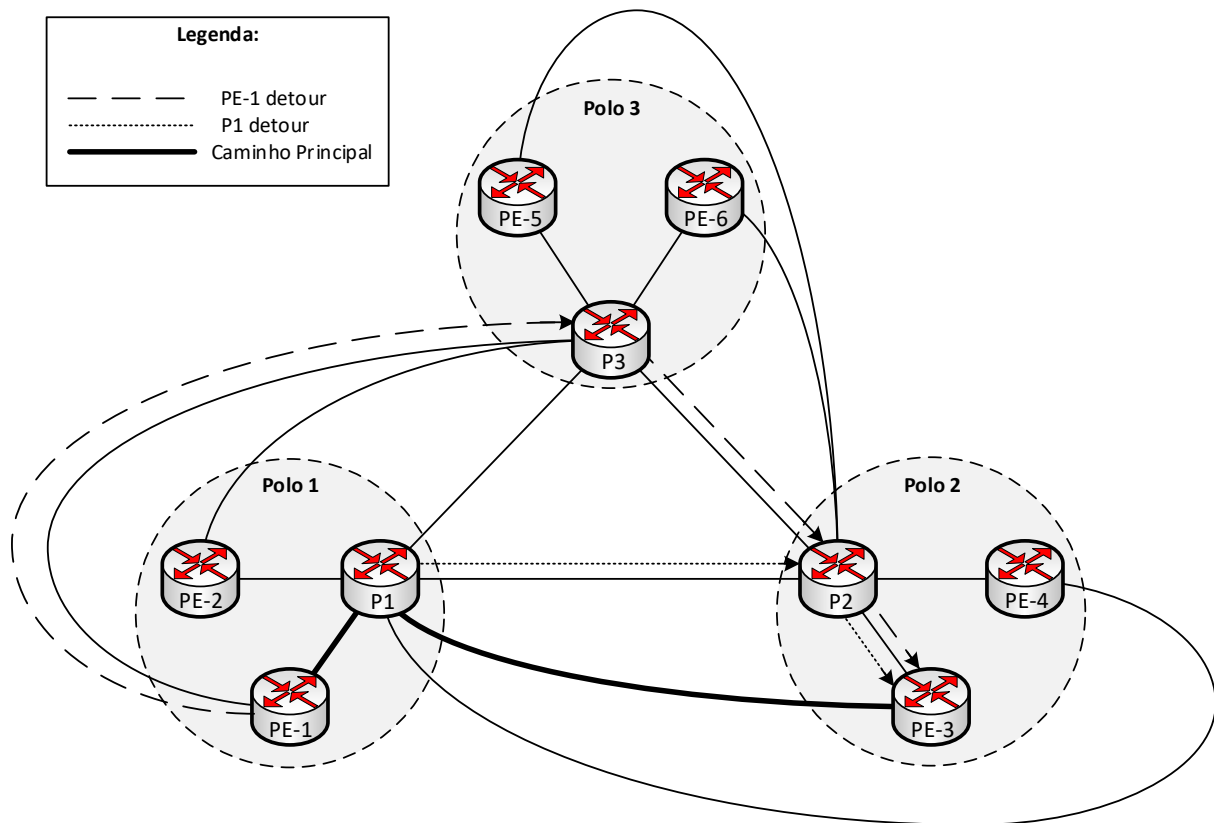 Legenda:
PE-1 detour
P1 detour
Caminho Principal
Polo 3
PE-5
PE-6
P3
Polo 1
Polo 2
PE-2
P1
P2
PE-4
PE-1
PE-3